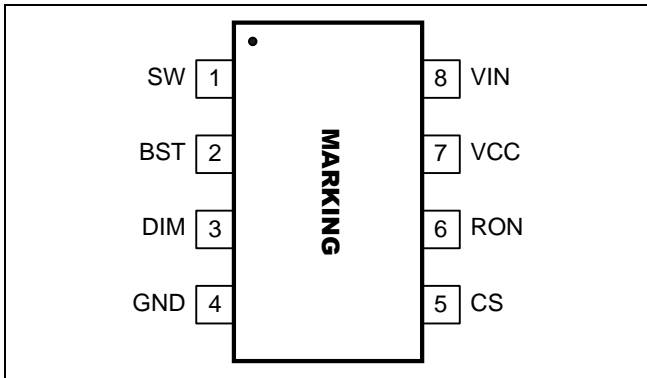 SW 1 8 VIN
BST 2 7 VCC
MARKING
DIM 3 6 RON
GND 4 5 CS